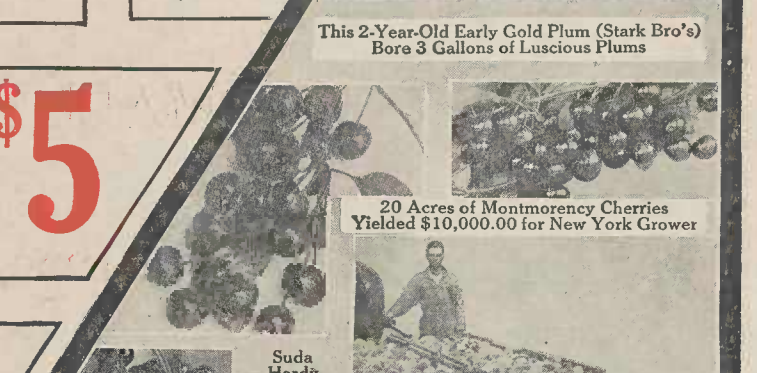 This 2-Year-Old Early Gold Plum (Stark Bro's)
Bore 3 Gallons of Luscious Plums
$5
20 Acres of Montmorency Cherries
Yielded $10,000.00 for New York Grower
Suda